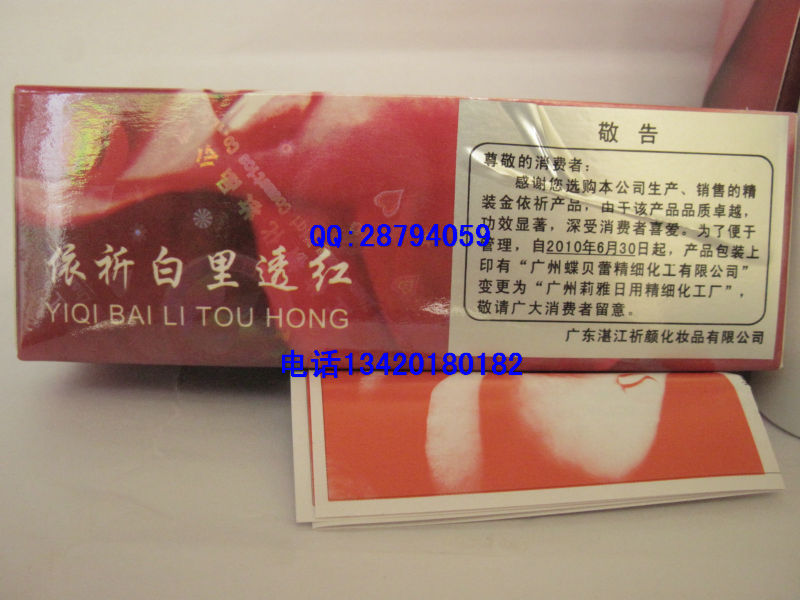 敬告
尊敬的消费者:
感谢您选购本公司生产、销售的精
装金依祈产品,由于该产品品质卓越,
功效显著,深受消费者喜爱。为了便于
管理,自2010年6月30日起,产品包装上
印有“广州蝶贝蕾精细化工有限公司”
变更为“广州莉雅日用精细化工厂”,
敬请广大消费者留意。
广东湛江祈颜化妆品有限公司
QQ:28794059
依祈白里透红
YIQI BAI LI TOU HONG
电话13420180182